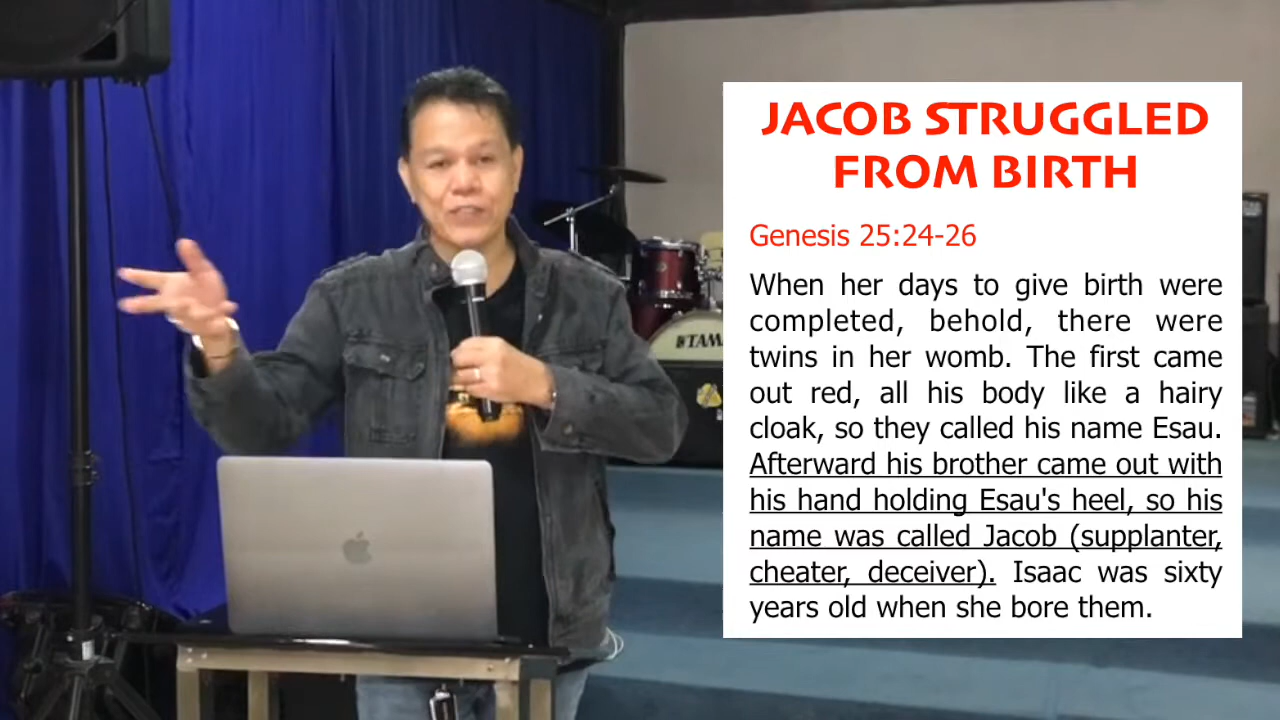 JACOB STRUGGLED
FROM BIRTH
Genesis 25:24-26
When her days to give birth were
completed, behold, there were
twins in her womb. The first came
out red, all his body like a hairy
cloak, so they called his name Esau.
Afterward his brother came out with
his hand holding Esau's heel, so his
name was called Jacob (supplanter,
cheater, deceiver). Isaac was sixty
years old when she bore them.
TAMA